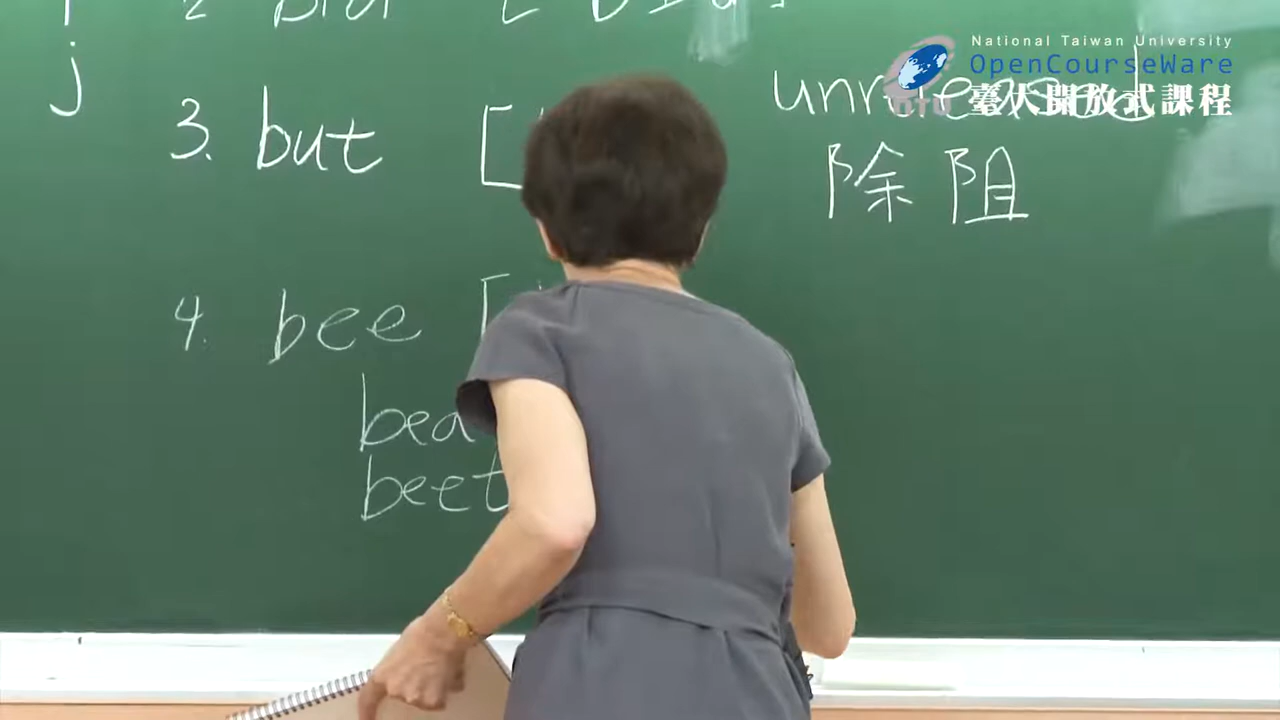 j
3. but [
unreleased
除阻
4. bee [
bea
beet
National Taiwan University
OpenCourseWare
臺大開放式課程